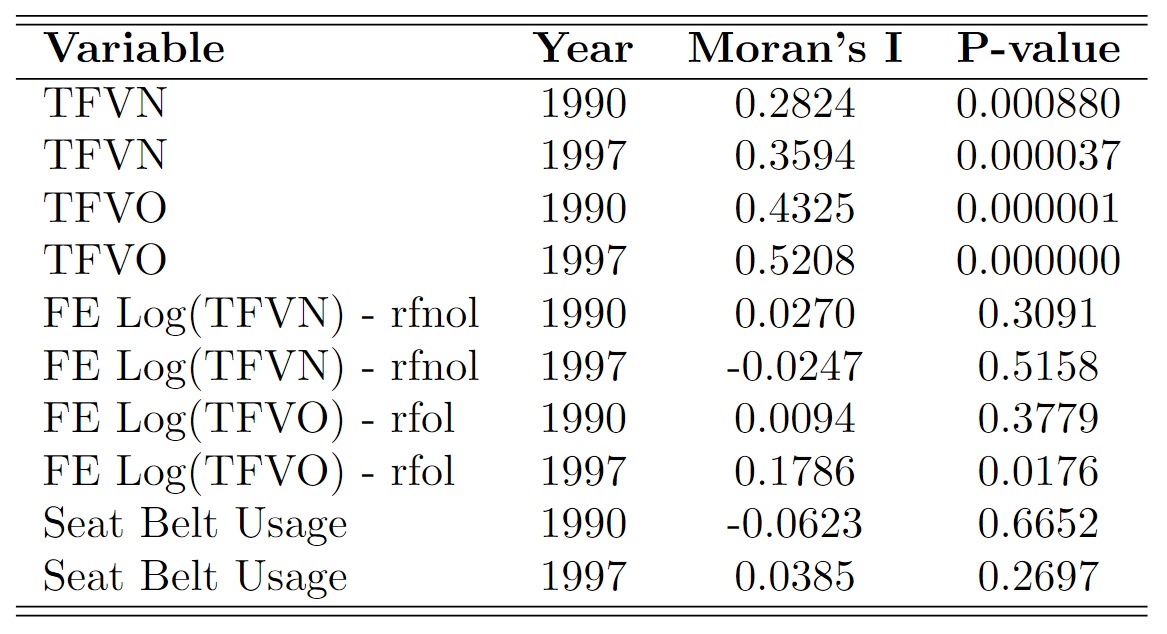 Variable Year Moran's I P-value
TFVN 1990 0.2824 0.000880
TFVN 1997 0.3594 0.000037
TFVO 1990 0.4325 0.000001
TFVO 1997 0.5208 0.000000
FE Log(TFVN) - rfnol 1990 0.0270 0.3091
FE Log(TFVN) - rfnol 1997 -0.0247 0.5158
FE Log(TFVO) - rfol 1990 0.0094 0.3779
FE Log(TFVO) - rfol 1997 0.1786 0.0176
Seat Belt Usage 1990 -0.0623 0.6652
Seat Belt Usage 1997 0.0385 0.2697